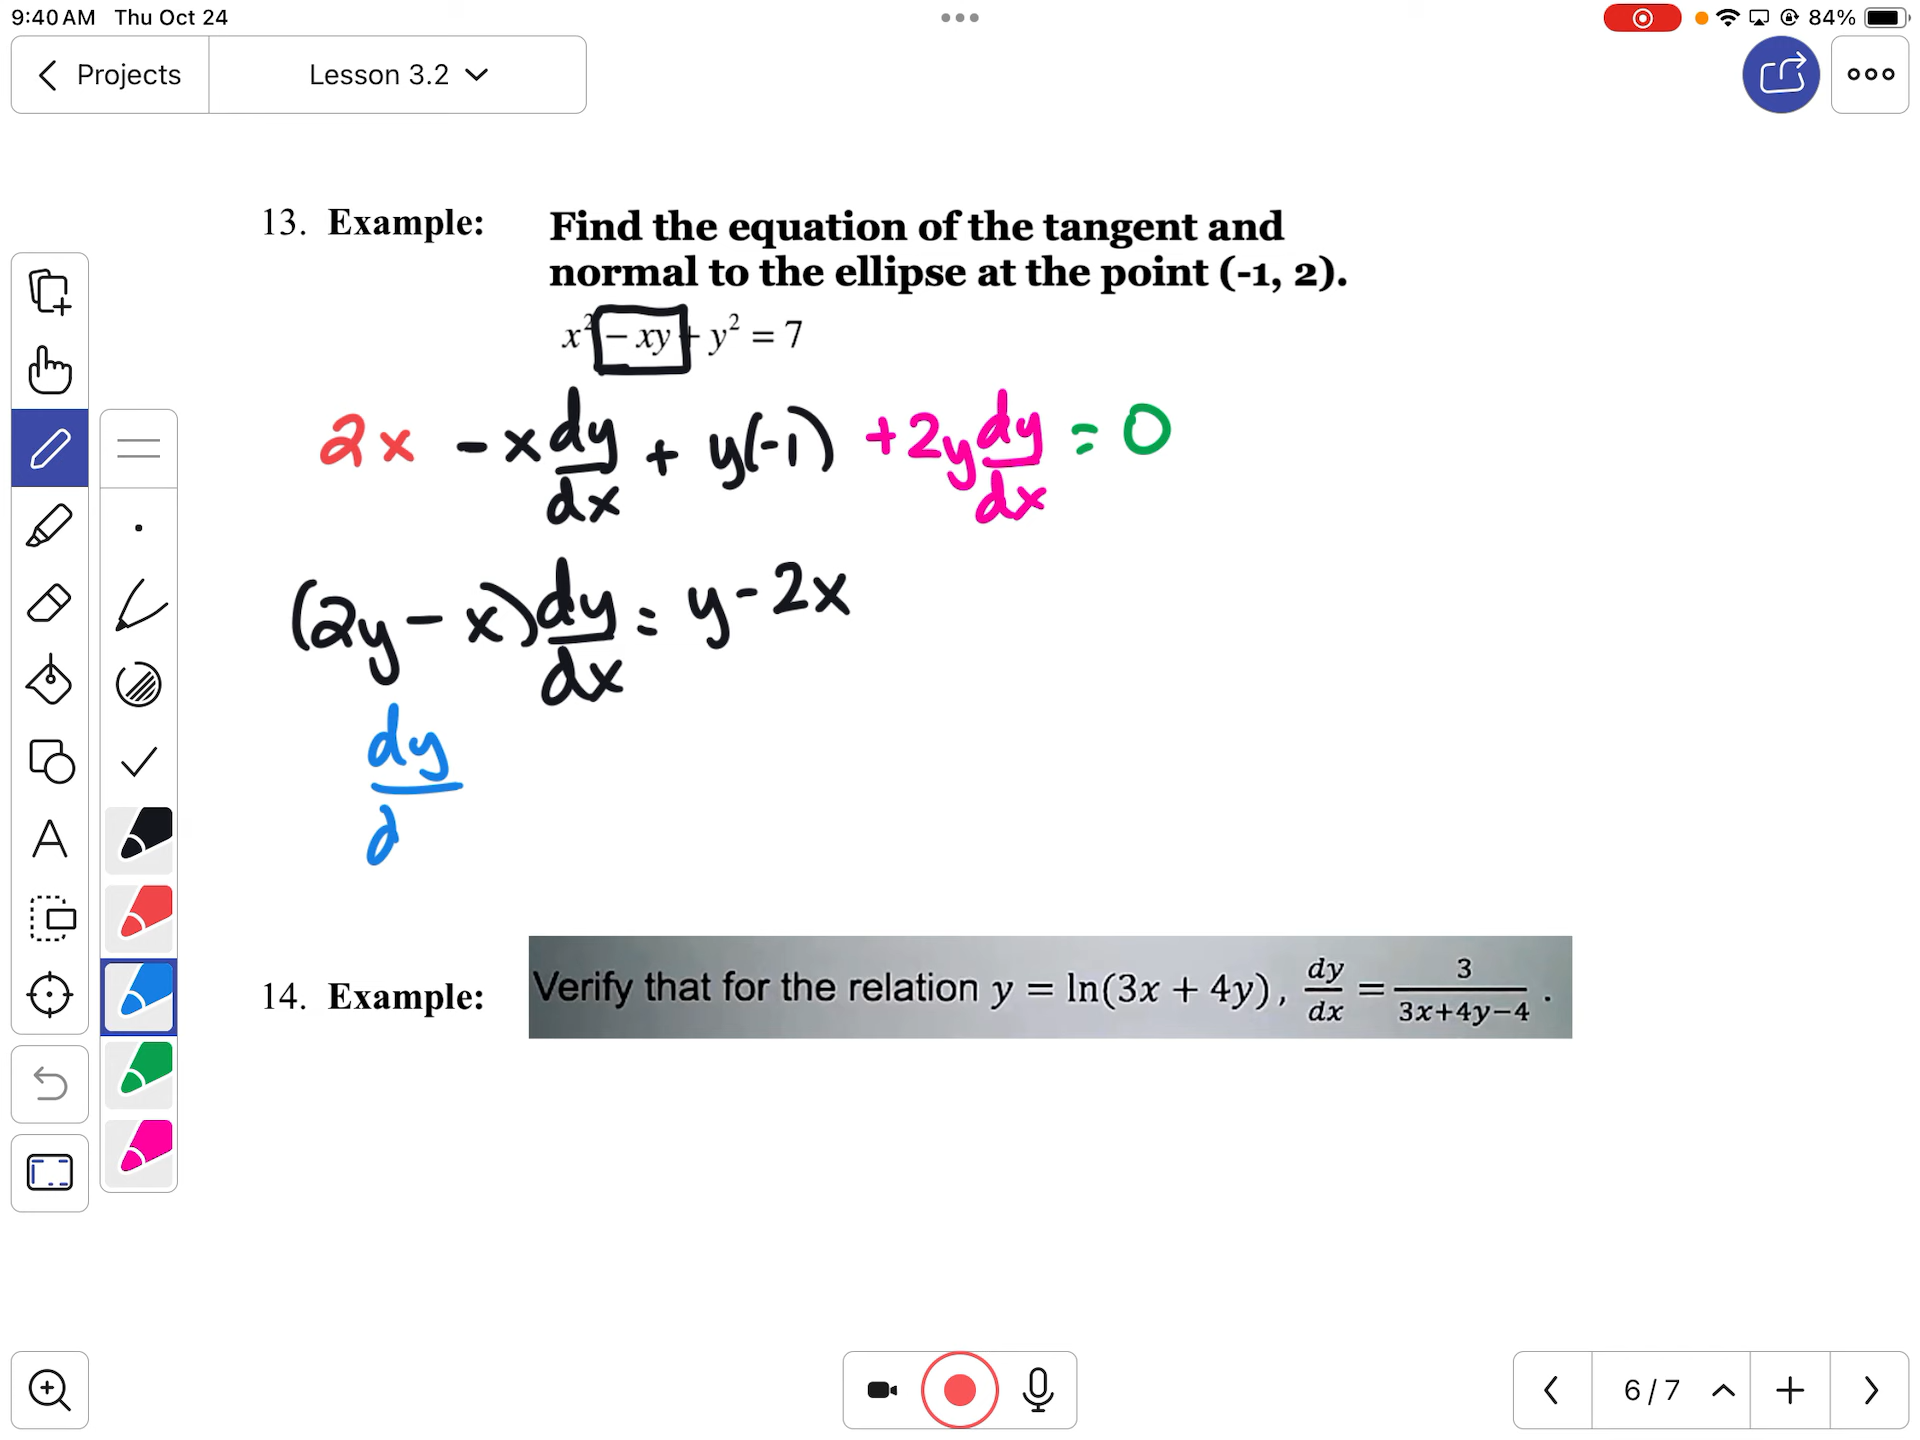 9:40 AM Thu Oct 24
84%
Projects
Lesson 3.2
13. Example: Find the equation of the tangent and
normal to the ellipse at the point (-1, 2).
x² − xy + y² = 7
2x − x dy/dx + y(-1) + 2y dy/dx = 0
(2y − x) dy/dx = y - 2x
dy
d
A
14. Example: Verify that for the relation y = ln(3x + 4y), dy/dx = 3/(3x+4y−4) .
6 / 7